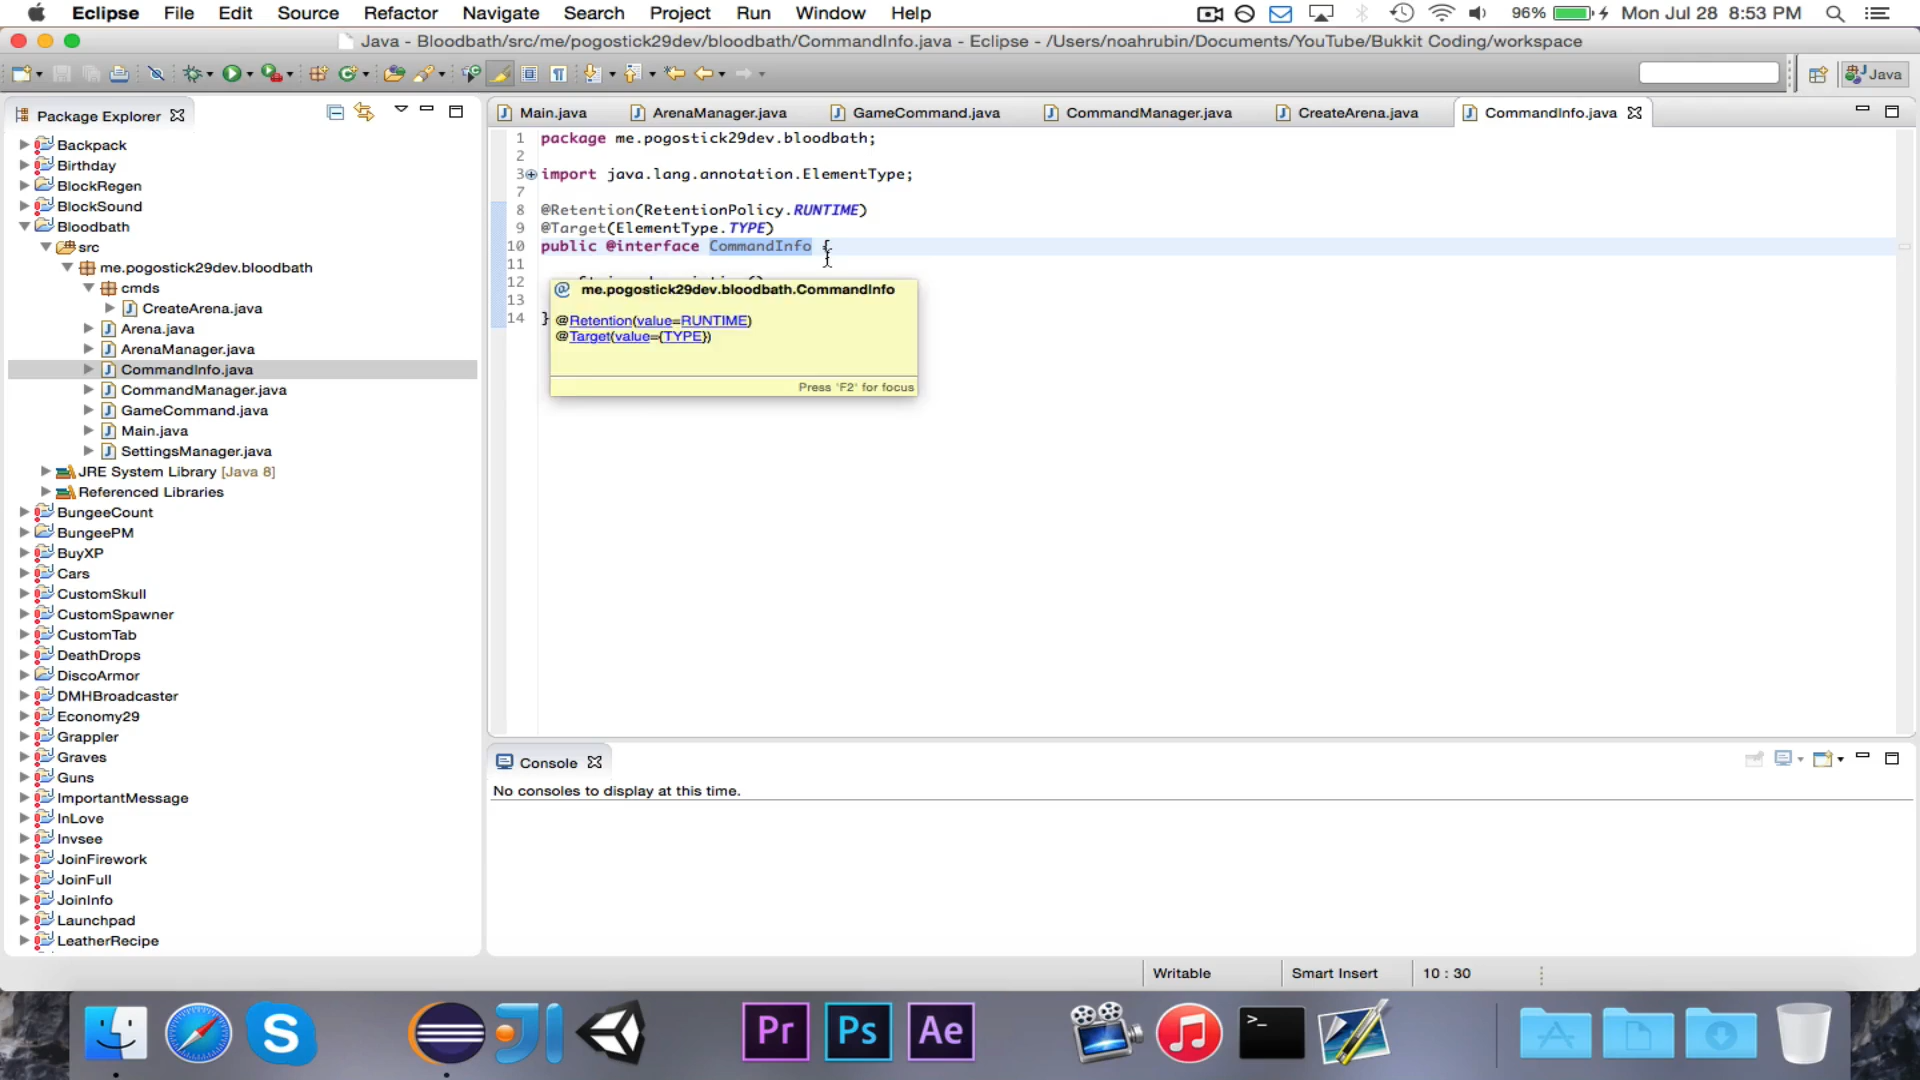 Eclipse File Edit Source Refactor Navigate Search Project Run Window Help 96% Mon Jul 28 8:53 PM
Java - Bloodbath/src/me/pogostick29dev/bloodbath/CommandInfo.java - Eclipse - /Users/noahrubin/Documents/YouTube/Bukkit Coding/workspace
Java
Package Explorer
Main.java ArenaManager.java GameCommand.java CommandManager.java CreateArena.java CommandInfo.java
Backpack
Birthday
BlockRegen
BlockSound
Bloodbath
src
me.pogostick29dev.bloodbath
cmds
CreateArena.java
Arena.java
ArenaManager.java
CommandInfo.java
CommandManager.java
GameCommand.java
Main.java
SettingsManager.java
JRE System Library [Java 8]
Referenced Libraries
BungeeCount
BungeePM
BuyXP
Cars
CustomSkull
CustomSpawner
CustomTab
DeathDrops
DiscoArmor
DMHBroadcaster
Economy29
Grappler
Graves
Guns
ImportantMessage
InLove
Invsee
JoinFirework
JoinFull
JoinInfo
Launchpad
LeatherRecipe
1 package me.pogostick29dev.bloodbath;
2
3 import java.lang.annotation.ElementType;
7
8 @Retention(RetentionPolicy.RUNTIME)
9 @Target(ElementType.TYPE)
10 public @interface CommandInfo {
11
12
13
14 }
@ me.pogostick29dev.bloodbath.CommandInfo
@Retention(value=RUNTIME)
@Target(value={TYPE})
Press 'F2' for focus
Console
No consoles to display at this time.
Writable Smart Insert 10 : 30
S Pr Ps Ae >_